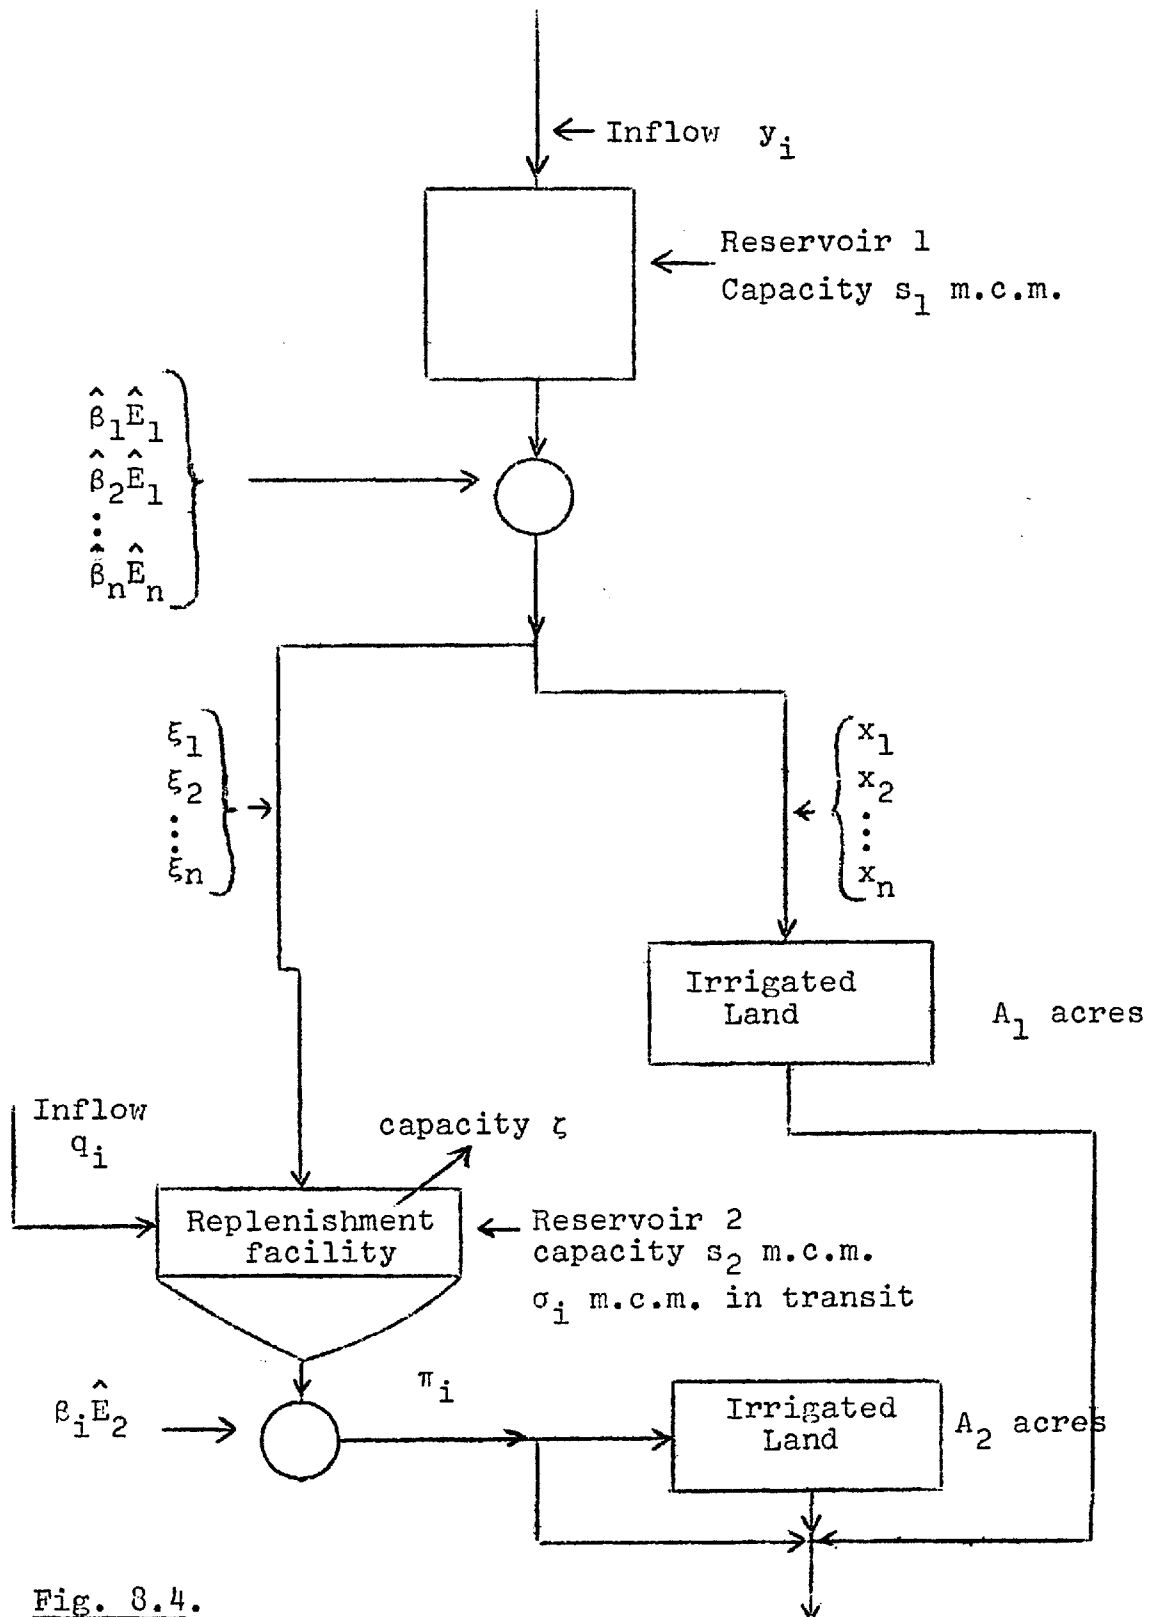 Inflow y_i
Reservoir 1
Capacity s_1 m.c.m.
β̂_1Ê_1
β̂_2Ê_1
⋮
β̂_nÊ_n
ξ_1
ξ_2
⋮
ξ_n
x_1
x_2
⋮
x_n
Irrigated
Land
A_1 acres
Inflow
q_i
capacity ζ
Replenishment
facility
Reservoir 2
capacity s_2 m.c.m.
σ_i m.c.m. in transit
π_i
β_iÊ_2
Irrigated
Land
A_2 acres
Fig. 8.4.